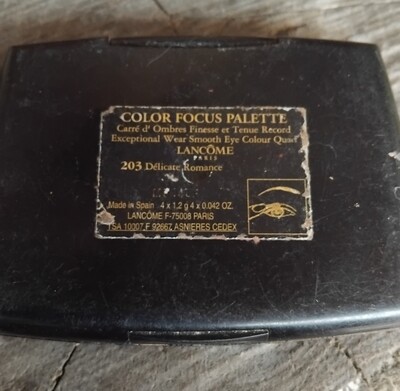 COLOR FOCUS PALETTE
Carré d' Ombres Finesse et Tenue Record
Exceptional Wear Smooth Eye Colour Quad
LANCÔME
PARIS
203 Délicate Romance
Made in Spain 4 x 1,2 g 4 x 0.042 OZ.
LANCÔME F-75008 PARIS
TSA 10007 F 92667 ASNIERES CEDEX